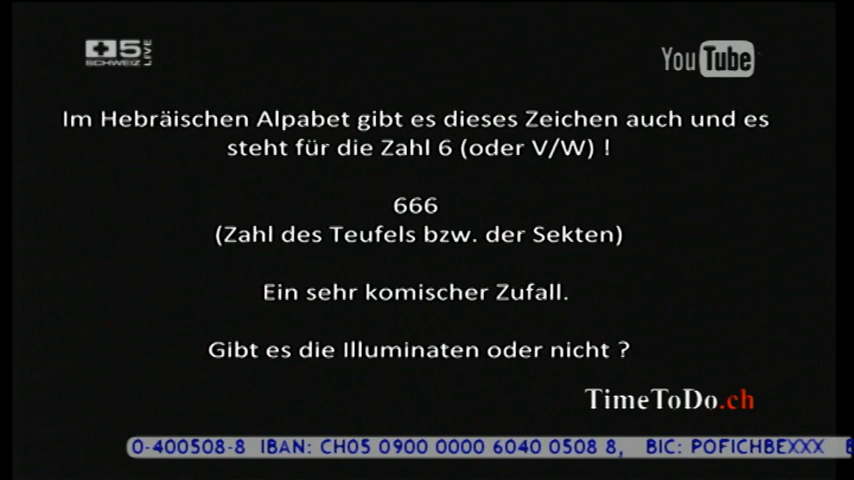 5 LIVE
SCHWEIZ
YouTube
Im Hebräischen Alpabet gibt es dieses Zeichen auch und es
steht für die Zahl 6 (oder V/W) !
666
(Zahl des Teufels bzw. der Sekten)
Ein sehr komischer Zufall.
Gibt es die Illuminaten oder nicht ?
TimeToDo.ch
0-400508-8 IBAN: CH05 0900 0000 6040 0508 8, BIC: POFICHBEXXX